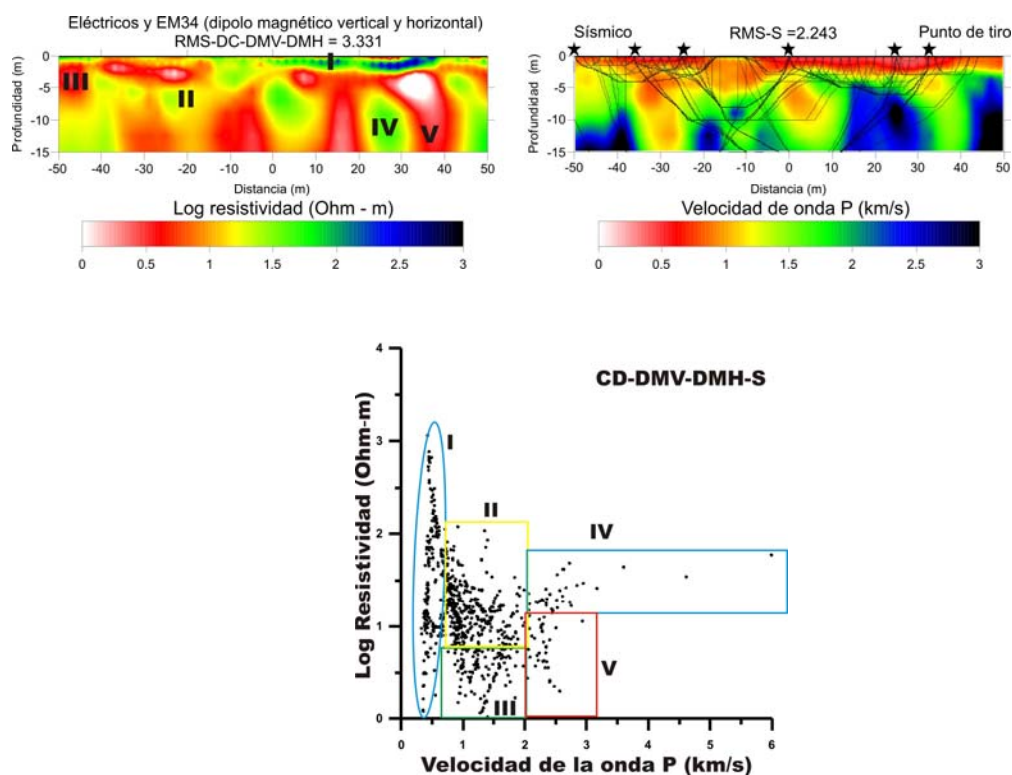 Eléctricos y EM34 (dipolo magnético vertical y horizontal)
RMS-DC-DMV-DMH = 3.331
I
III
II
IV
V
Profundidad (m)
0
-5
-10
-15
-50 -40 -30 -20 -10 0 10 20 30 40 50
Distancia (m)
Log resistividad (Ohm - m)
0 0.5 1 1.5 2 2.5 3
Sísmico
RMS-S =2.243
Punto de tiro
Profundidad (m)
0
-5
-10
-15
-50 -40 -30 -20 -10 0 10 20 30 40 50
Distancia (m)
Velocidad de onda P (km/s)
0 0.5 1 1.5 2 2.5 3
CD-DMV-DMH-S
Log Resistividad (Ohm-m)
4
3
2
1
0
I
II
IV
V
III
0 1 2 3 4 5 6
Velocidad de la onda P (km/s)